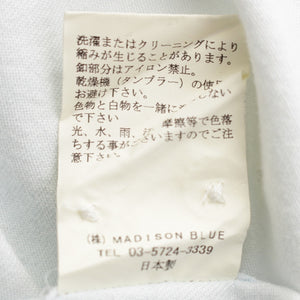 洗濯またはクリーニングにより
縮みが生じることがあります。
釦部分はアイロン禁止。
乾燥機（タンブラー）の使
お避け下さい。
色物と白物を一緒に
で下さい 摩擦等で色落
光、水、雨、 ございますのでご注
ちする事が
意下さい。
（株）MADISON BLUE
TEL 03-5724-3339
日本製